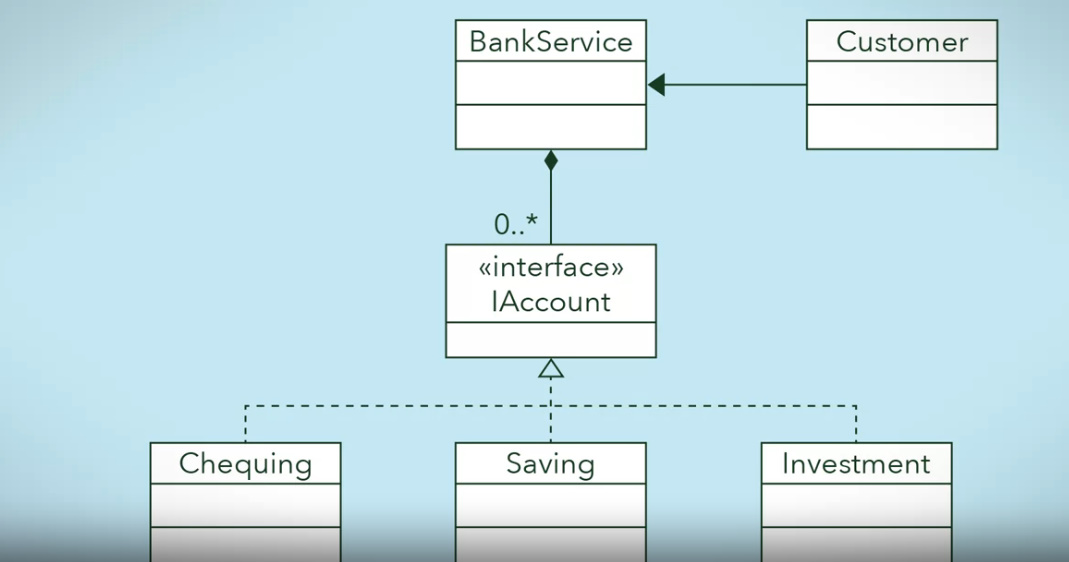 BankService
Customer
0..*
«interface»
IAccount
Chequing
Saving
Investment